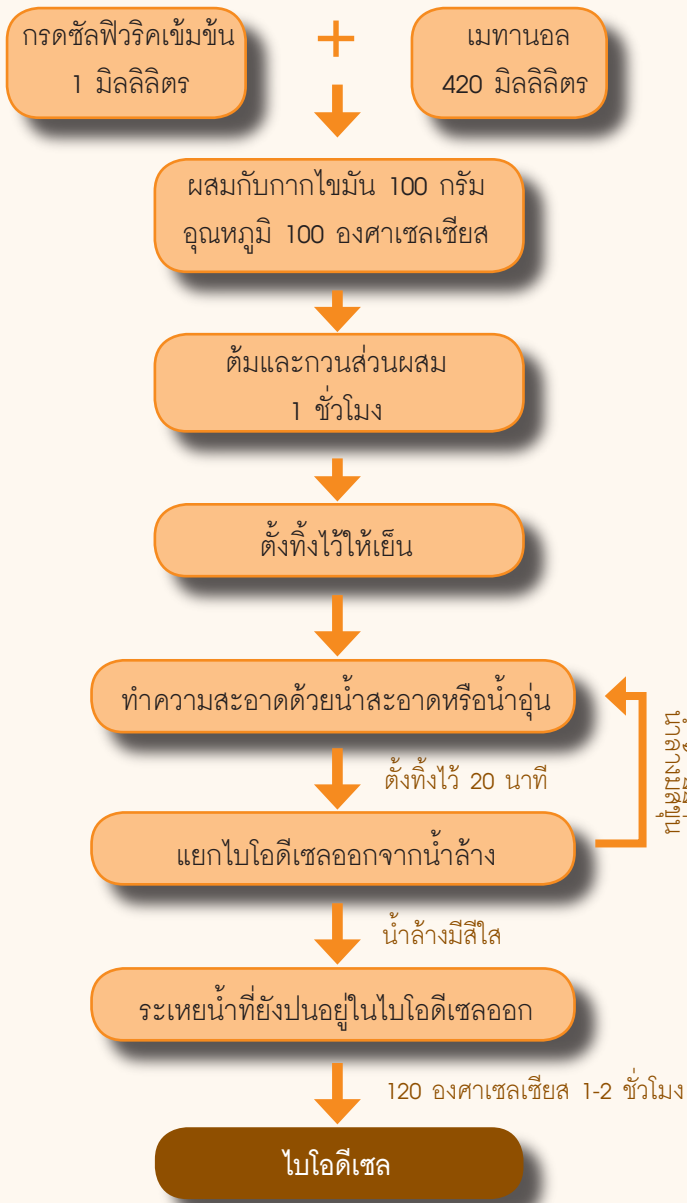 กรดซัลฟิวริคเข้มข้น
1 มิลลิลิตร
+
เมทานอล
420 มิลลิลิตร
ผสมกับกากไขมัน 100 กรัม
อุณหภูมิ 100 องศาเซลเซียส
ต้มและกวนส่วนผสม
1 ชั่วโมง
ตั้งทิ้งไว้ให้เย็น
ทำความสะอาดด้วยน้ำสะอาดหรือน้ำอุ่น
ตั้งทิ้งไว้ 20 นาที
แยกไบโอดีเซลออกจากน้ำล้าง
น้ำล้างมีสีขุ่น
น้ำล้างมีสีใส
ระเหยน้ำที่ยังปนอยู่ในไบโอดีเซลออก
120 องศาเซลเซียส 1-2 ชั่วโมง
ไบโอดีเซล